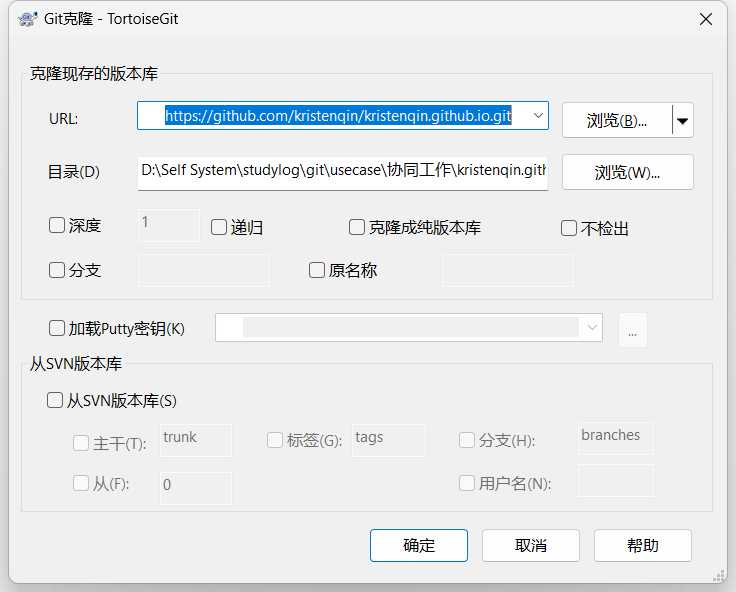 Git克隆 - TortoiseGit
克隆现存的版本库
URL: https://github.com/kristenqin/kristenqin.github.io.git 浏览(B)...
目录(D) D:\Self System\studylog\git\usecase\协同工作\kristenqin.gith 浏览(W)...
深度 1 递归 克隆成纯版本库 不检出
分支 原名称
加载Putty密钥(K) ...
从SVN版本库
从SVN版本库(S)
主干(T): trunk 标签(G): tags 分支(H): branches
从(F): 0 用户名(N):
确定 取消 帮助